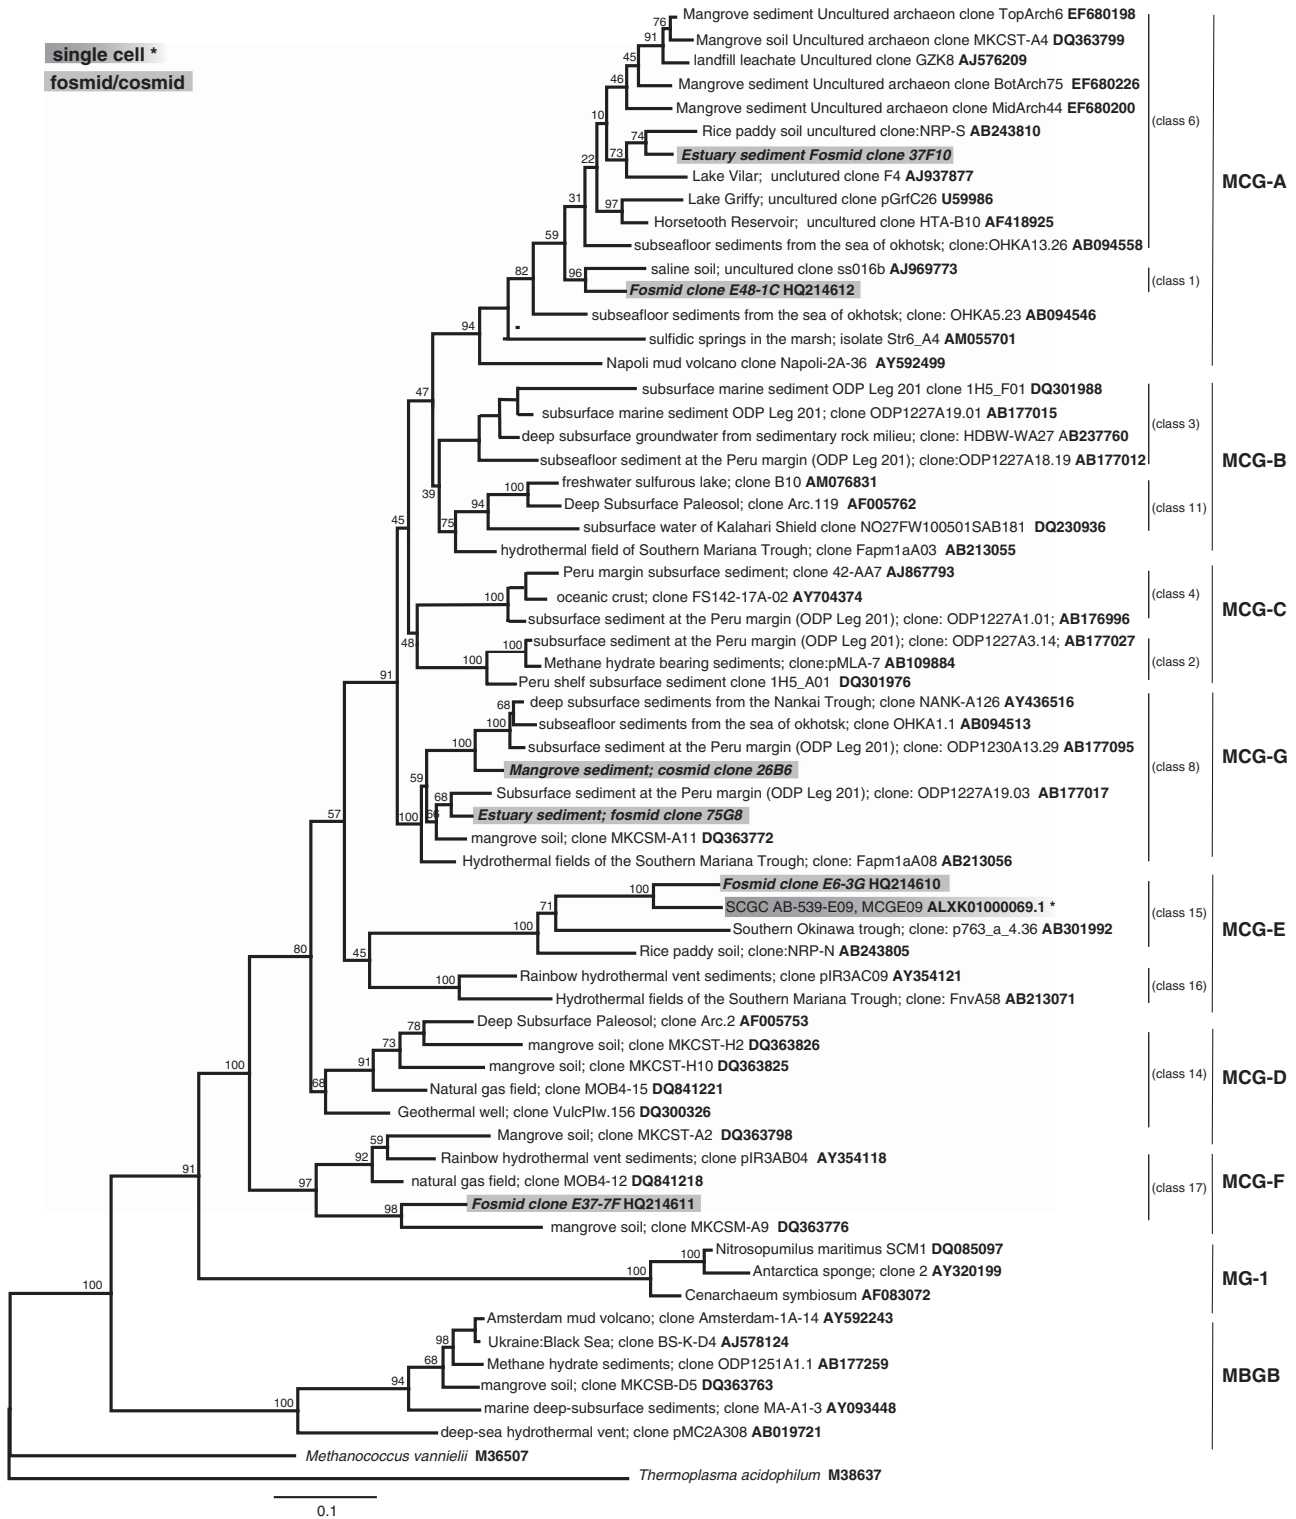 single cell *
fosmid/cosmid
76
Mangrove sediment Uncultured archaeon clone TopArch6 EF680198
91
Mangrove soil Uncultured archaeon clone MKCST-A4 DQ363799
45
landfill leachate Uncultured clone GZK8 AJ576209
46
Mangrove sediment Uncultured archaeon clone BotArch75 EF680226
Mangrove sediment Uncultured archaeon clone MidArch44 EF680200
10
(class 6)
74
Rice paddy soil uncultured clone:NRP-S AB243810
73
Estuary sediment Fosmid clone 37F10
22
Lake Vilar; unclutured clone F4 AJ937877
MCG-A
31
Lake Griffy; uncultured clone pGrfC26 U59986
97
Horsetooth Reservoir; uncultured clone HTA-B10 AF418925
59
subseafloor sediments from the sea of okhotsk; clone:OHKA13.26 AB094558
82
96
saline soil; uncultured clone ss016b AJ969773
(class 1)
Fosmid clone E48-1C HQ214612
subseafloor sediments from the sea of okhotsk; clone: OHKA5.23 AB094546
94
sulfidic springs in the marsh; isolate Str6_A4 AM055701
Napoli mud volcano clone Napoli-2A-36 AY592499
47
subsurface marine sediment ODP Leg 201 clone 1H5_F01 DQ301988
subsurface marine sediment ODP Leg 201; clone ODP1227A19.01 AB177015
(class 3)
deep subsurface groundwater from sedimentary rock milieu; clone: HDBW-WA27 AB237760
subseafloor sediment at the Peru margin (ODP Leg 201); clone:ODP1227A18.19 AB177012
MCG-B
39
100
freshwater sulfurous lake; clone B10 AM076831
94
Deep Subsurface Paleosol; clone Arc.119 AF005762
(class 11)
45
75
subsurface water of Kalahari Shield clone NO27FW100501SAB181 DQ230936
hydrothermal field of Southern Mariana Trough; clone Fapm1aA03 AB213055
Peru margin subsurface sediment; clone 42-AA7 AJ867793
100
oceanic crust; clone FS142-17A-02 AY704374
(class 4)
MCG-C
subsurface sediment at the Peru margin (ODP Leg 201); clone: ODP1227A1.01; AB176996
48
100
subsurface sediment at the Peru margin (ODP Leg 201); clone: ODP1227A3.14; AB177027
100
Methane hydrate bearing sediments; clone:pMLA-7 AB109884
(class 2)
91
Peru shelf subsurface sediment clone 1H5_A01 DQ301976
68
deep subsurface sediments from the Nankai Trough; clone NANK-A126 AY436516
100
subseafloor sediments from the sea of okhotsk; clone OHKA1.1 AB094513
100
subsurface sediment at the Peru margin (ODP Leg 201); clone: ODP1230A13.29 AB177095
MCG-G
Mangrove sediment; cosmid clone 26B6
(class 8)
59
68
Subsurface sediment at the Peru margin (ODP Leg 201); clone: ODP1227A19.03 AB177017
57
100
66
Estuary sediment; fosmid clone 75G8
mangrove soil; clone MKCSM-A11 DQ363772
Hydrothermal fields of the Southern Mariana Trough; clone: Fapm1aA08 AB213056
100
Fosmid clone E6-3G HQ214610
71
SCGC AB-539-E09, MCGE09 ALXK01000069.1 *
(class 15)
100
Southern Okinawa trough; clone: p763_a_4.36 AB301992
MCG-E
80
45
Rice paddy soil; clone:NRP-N AB243805
100
Rainbow hydrothermal vent sediments; clone pIR3AC09 AY354121
(class 16)
Hydrothermal fields of the Southern Mariana Trough; clone: FnvA58 AB213071
78
Deep Subsurface Paleosol; clone Arc.2 AF005753
73
mangrove soil; clone MKCST-H2 DQ363826
100
91
mangrove soil; clone MKCST-H10 DQ363825
(class 14)
MCG-D
68
Natural gas field; clone MOB4-15 DQ841221
Geothermal well; clone VulcPIw.156 DQ300326
59
Mangrove soil; clone MKCST-A2 DQ363798
92
Rainbow hydrothermal vent sediments; clone pIR3AB04 AY354118
91
97
natural gas field; clone MOB4-12 DQ841218
(class 17)
MCG-F
98
Fosmid clone E37-7F HQ214611
mangrove soil; clone MKCSM-A9 DQ363776
100
Nitrosopumilus maritimus SCM1 DQ085097
100
Antarctica sponge; clone 2 AY320199
MG-1
100
Cenarchaeum symbiosum AF083072
Amsterdam mud volcano; clone Amsterdam-1A-14 AY592243
98
Ukraine:Black Sea; clone BS-K-D4 AJ578124
68
Methane hydrate sediments; clone ODP1251A1.1 AB177259
MBGB
94
mangrove soil; clone MKCSB-D5 DQ363763
100
marine deep-subsurface sediments; clone MA-A1-3 AY093448
deep-sea hydrothermal vent; clone pMC2A308 AB019721
Methanococcus vannielii M36507
Thermoplasma acidophilum M38637
0.1